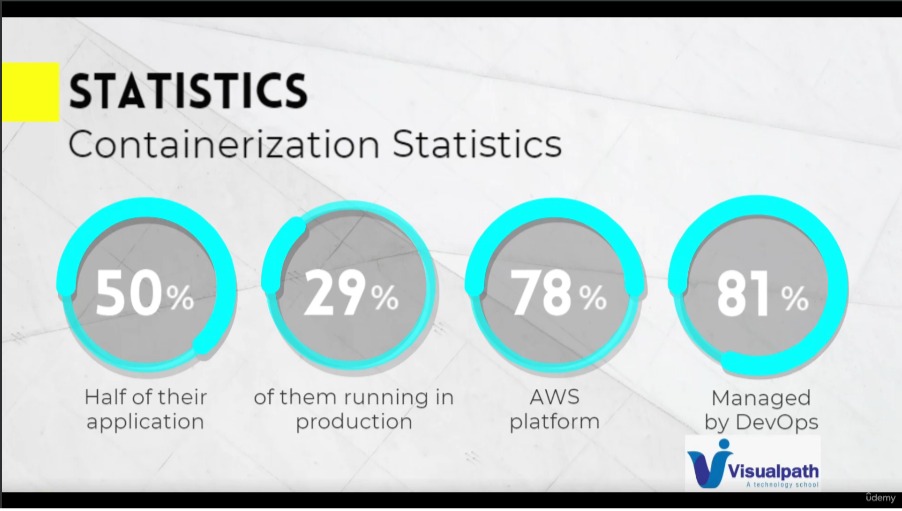 STATISTICS
Containerization Statistics
50%
29%
78%
81%
Half of their
application
of them running in
production
AWS
platform
Managed
by DevOps
Visualpath
A technology school
ûdemy